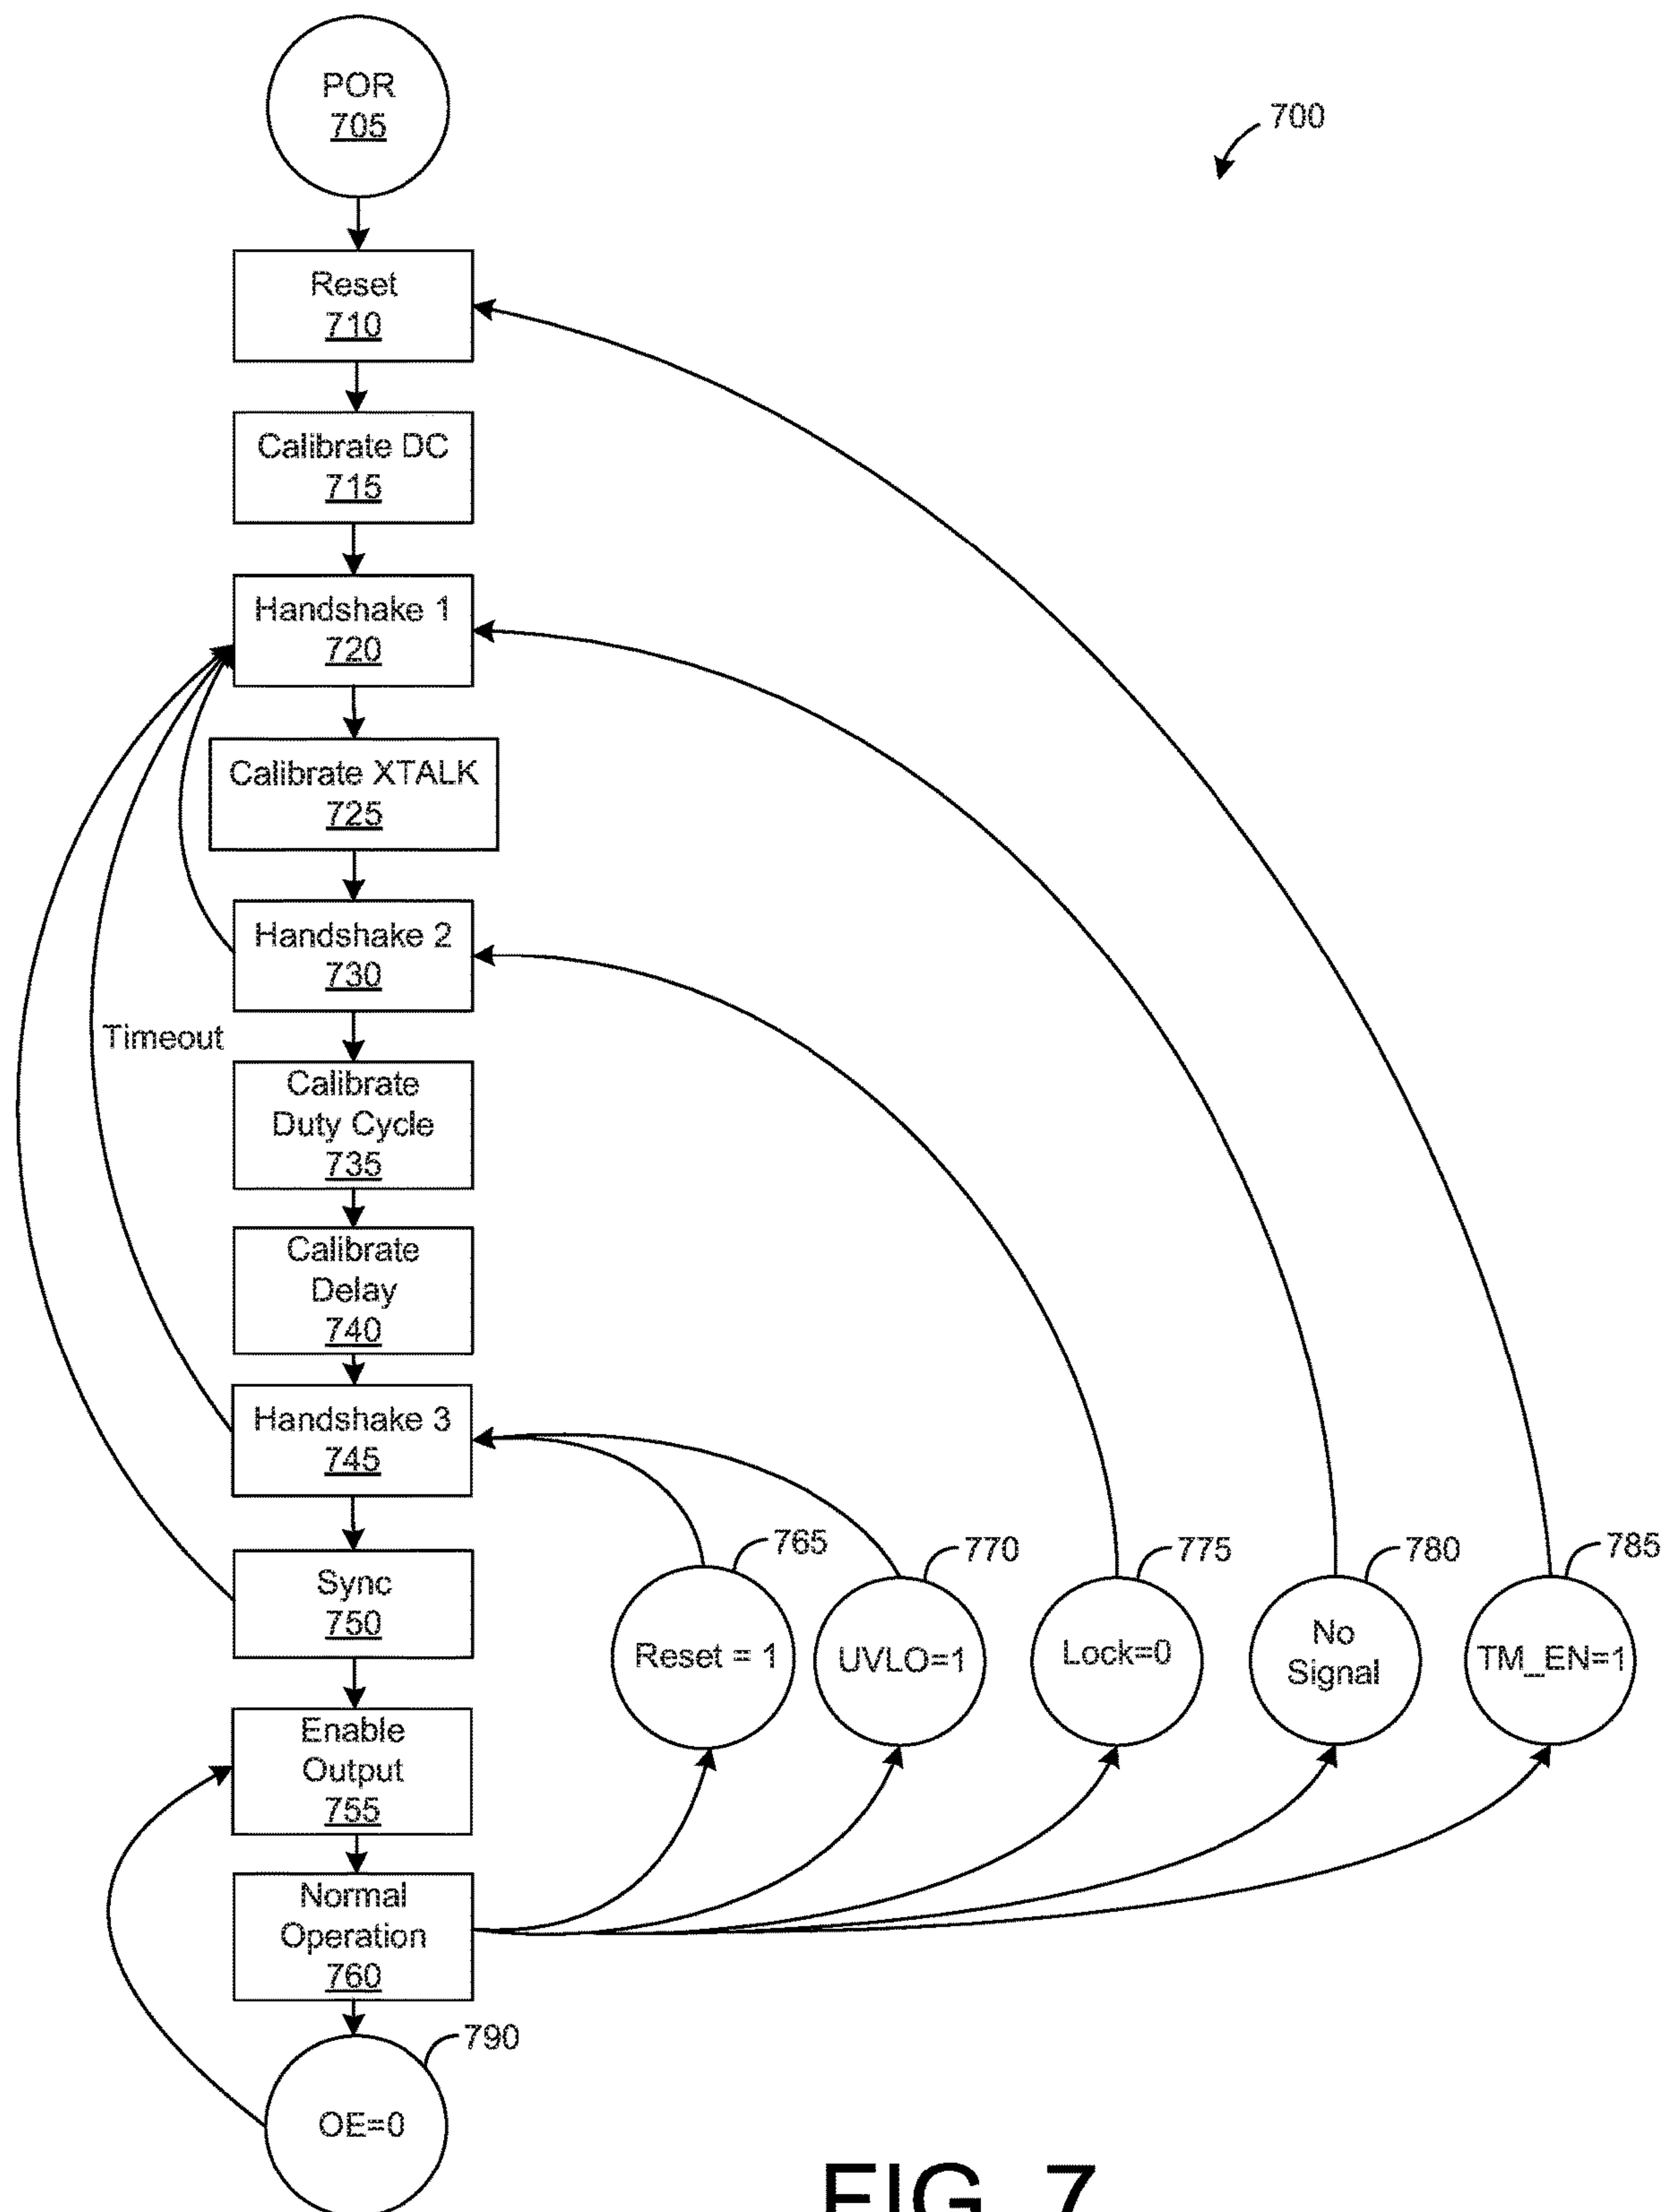 POR
705
700
Reset
710
Calibrate DC
715
Handshake 1
720
Calibrate XTALK
725
Handshake 2
730
Timeout
Calibrate
Duty Cycle
735
Calibrate
Delay
740
Handshake 3
745
Sync
750
765
770
775
780
785
Reset = 1
UVLO=1
Lock=0
No
Signal
TM_EN=1
Enable
Output
755
Normal
Operation
760
790
OE=0
FIG. 7